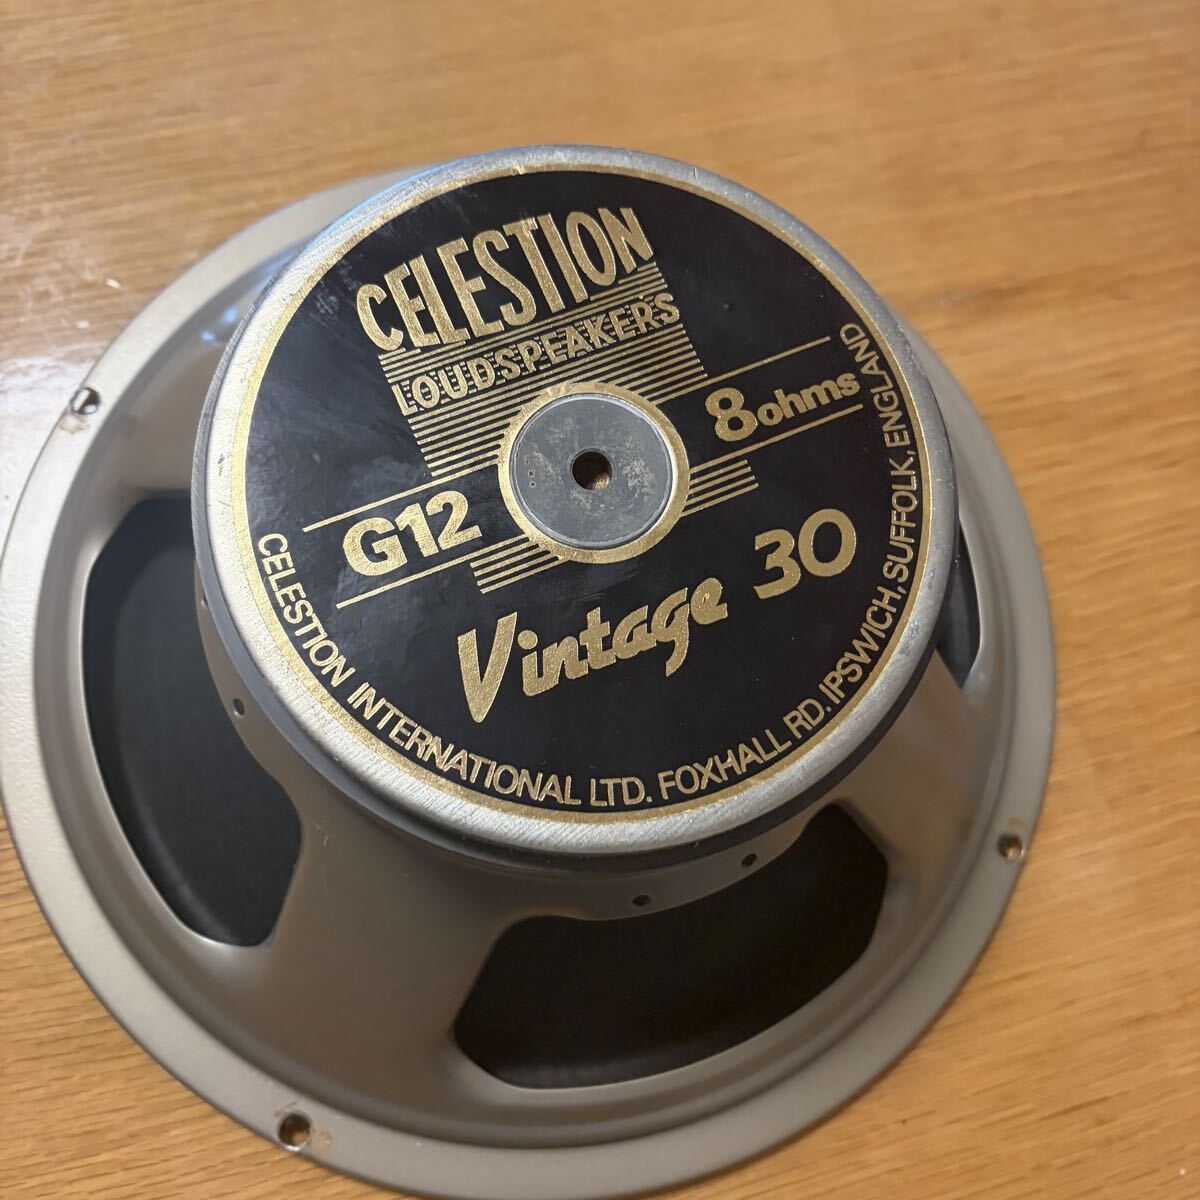 CELESTION
LOUDSPEAKERS
8ohms
G12
Vintage 30
CELESTION INTERNATIONAL LTD. FOXHALL RD. IPSWICH, SUFFOLK, ENGLAND